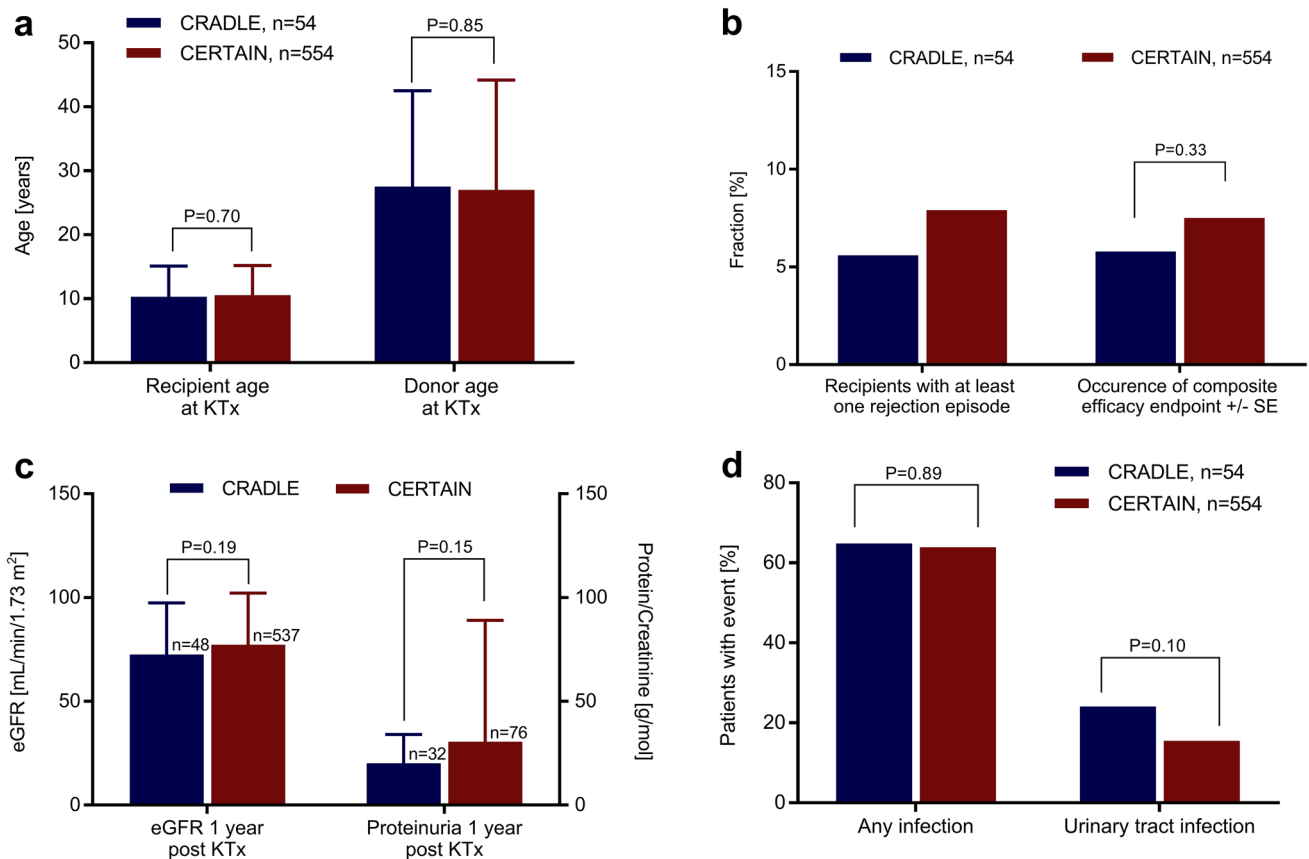 a
CRADLE, n=54
CERTAIN, n=554
P=0.85
P=0.70
Age [years]
50
40
30
20
10
0
Recipient age
at KTx
Donor age
at KTx
b
CRADLE, n=54
CERTAIN, n=554
P=0.33
Fraction [%]
15
10
5
0
Recipients with at least
one rejection episode
Occurence of composite
efficacy endpoint +/- SE
c
CRADLE
CERTAIN
P=0.19
P=0.15
n=48
n=537
n=32
n=76
eGFR [mL/min/1.73 m²]
150
100
50
0
Protein/Creatinine [g/mol]
150
100
50
0
eGFR 1 year
post KTx
Proteinuria 1 year
post KTx
d
CRADLE, n=54
CERTAIN, n=554
P=0.89
P=0.10
Patients with event [%]
80
60
40
20
0
Any infection
Urinary tract infection